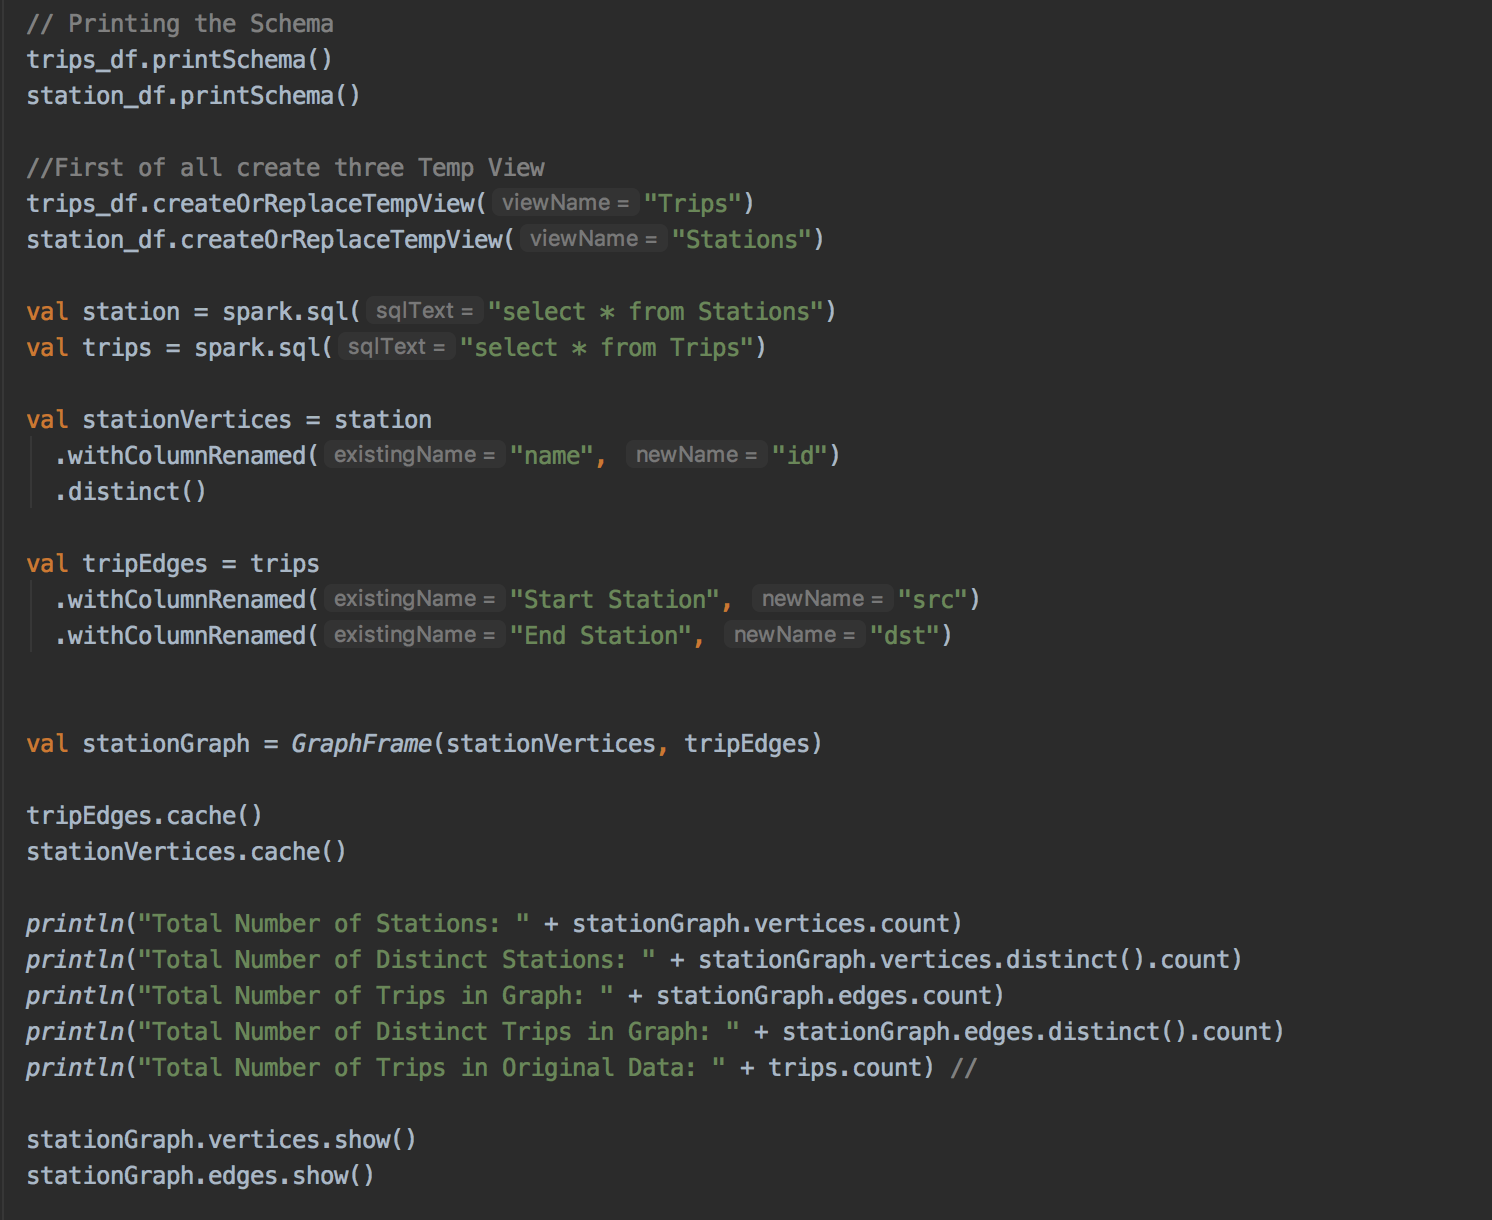 // Printing the Schema
trips_df.printSchema()
station_df.printSchema()
//First of all create three Temp View
trips_df.createOrReplaceTempView( viewName = "Trips")
station_df.createOrReplaceTempView( viewName = "Stations")
val station = spark.sql( sqlText = "select * from Stations")
val trips = spark.sql( sqlText = "select * from Trips")
val stationVertices = station
.withColumnRenamed( existingName = "name", newName = "id")
.distinct()
val tripEdges = trips
.withColumnRenamed( existingName = "Start Station", newName = "src")
.withColumnRenamed( existingName = "End Station", newName = "dst")
val stationGraph = GraphFrame(stationVertices, tripEdges)
tripEdges.cache()
stationVertices.cache()
println("Total Number of Stations: " + stationGraph.vertices.count)
println("Total Number of Distinct Stations: " + stationGraph.vertices.distinct().count)
println("Total Number of Trips in Graph: " + stationGraph.edges.count)
println("Total Number of Distinct Trips in Graph: " + stationGraph.edges.distinct().count)
println("Total Number of Trips in Original Data: " + trips.count) //
stationGraph.vertices.show()
stationGraph.edges.show()